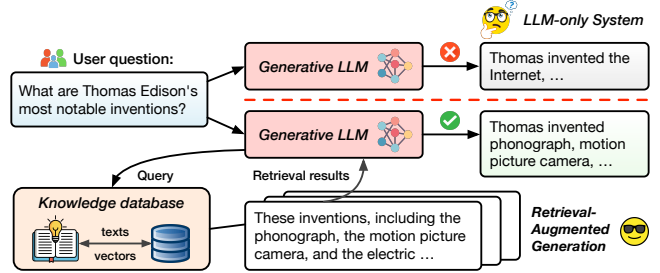 LLM-only System
User question:
Generative LLM
Thomas invented the
Internet, …
What are Thomas Edison's
most notable inventions?
Generative LLM
Thomas invented
phonograph, motion
picture camera, …
Query
Retrieval results
Knowledge database
texts
vectors
These inventions, including the
phonograph, the motion picture
camera, and the electric …
Retrieval-
Augmented
Generation